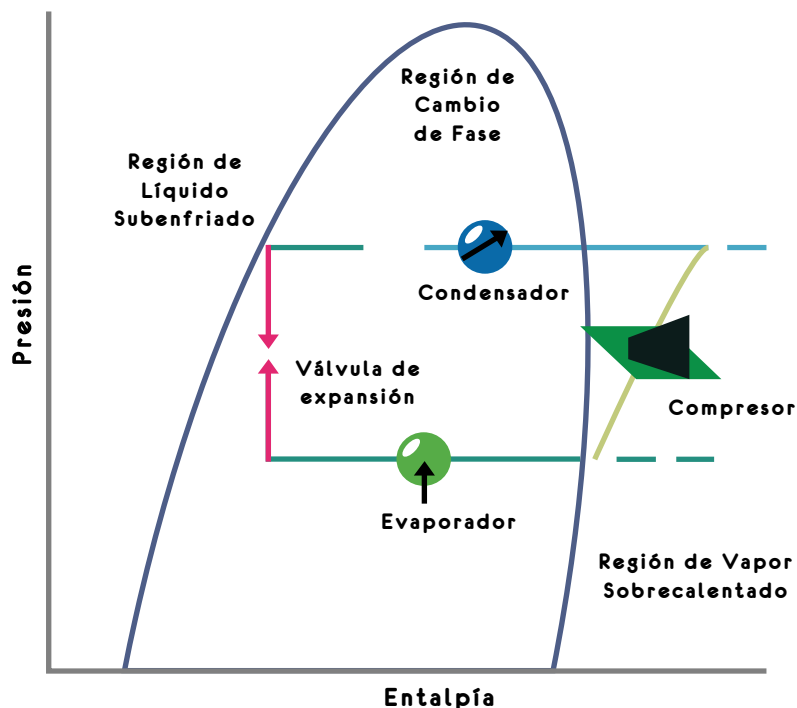 Región de
Cambio
de Fase
Región de
Líquido
Subenfriado
Condensador
Presión
Válvula de
expansión
Compresor
Evaporador
Región de Vapor
Sobrecalentado
Entalpía